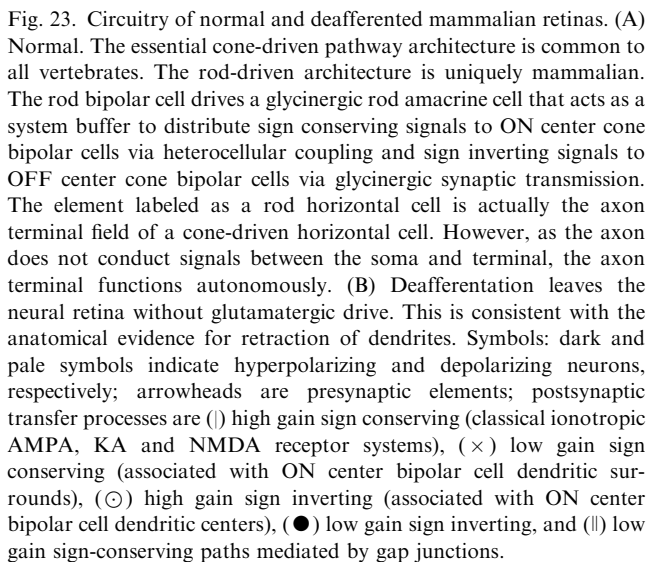 Fig. 23. Circuitry of normal and deafferented mammalian retinas. (A)
Normal. The essential cone-driven pathway architecture is common to
all vertebrates. The rod-driven architecture is uniquely mammalian.
The rod bipolar cell drives a glycinergic rod amacrine cell that acts as a
system buffer to distribute sign conserving signals to ON center cone
bipolar cells via heterocellular coupling and sign inverting signals to
OFF center cone bipolar cells via glycinergic synaptic transmission.
The element labeled as a rod horizontal cell is actually the axon
terminal field of a cone-driven horizontal cell. However, as the axon
does not conduct signals between the soma and terminal, the axon
terminal functions autonomously. (B) Deafferentation leaves the
neural retina without glutamatergic drive. This is consistent with the
anatomical evidence for retraction of dendrites. Symbols: dark and
pale symbols indicate hyperpolarizing and depolarizing neurons,
respectively; arrowheads are presynaptic elements; postsynaptic
transfer processes are (|) high gain sign conserving (classical ionotropic
AMPA, KA and NMDA receptor systems), (×) low gain sign
conserving (associated with ON center bipolar cell dendritic sur-
rounds), (⊙) high gain sign inverting (associated with ON center
bipolar cell dendritic centers), (●) low gain sign inverting, and (||) low
gain sign-conserving paths mediated by gap junctions.